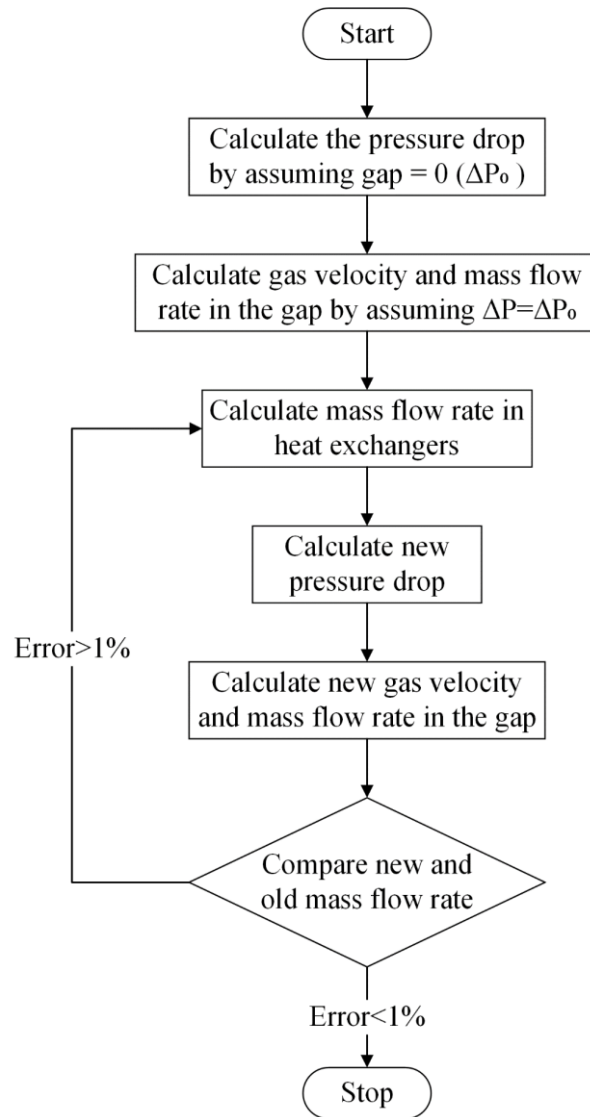 Start
Calculate the pressure drop
by assuming gap = 0 (ΔP₀ )
Calculate gas velocity and mass flow
rate in the gap by assuming ΔP=ΔP₀
Calculate mass flow rate in
heat exchangers
Calculate new
pressure drop
Error>1%
Calculate new gas velocity
and mass flow rate in the gap
Compare new and
old mass flow rate
Error<1%
Stop